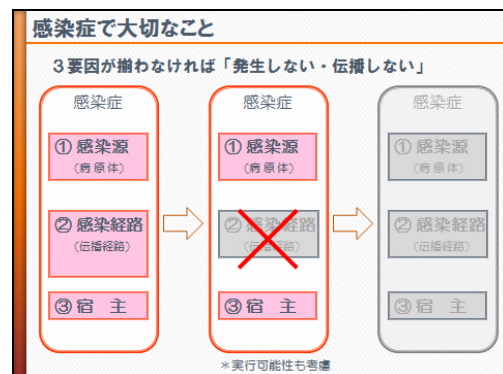 感染症で大切なこと
３要因が揃わなければ「発生しない・伝播しない」
感染症
①感染源
(病原体)
②感染経路
(伝播経路)
③宿　主
感染症
①感染源
(病原体)
②感染経路
(伝播経路)
③宿　主
感染症
①感染源
(病原体)
②感染経路
(伝播経路)
③宿　主
＊実行可能性も考慮